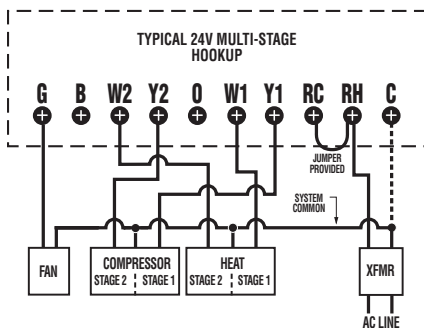 TYPICAL 24V MULTI-STAGE
HOOKUP
G B W2 Y2 O W1 Y1 RC RH C
JUMPER
PROVIDED
SYSTEM
COMMON
FAN
COMPRESSOR
STAGE 2 STAGE 1
HEAT
STAGE 2 STAGE 1
XFMR
AC LINE